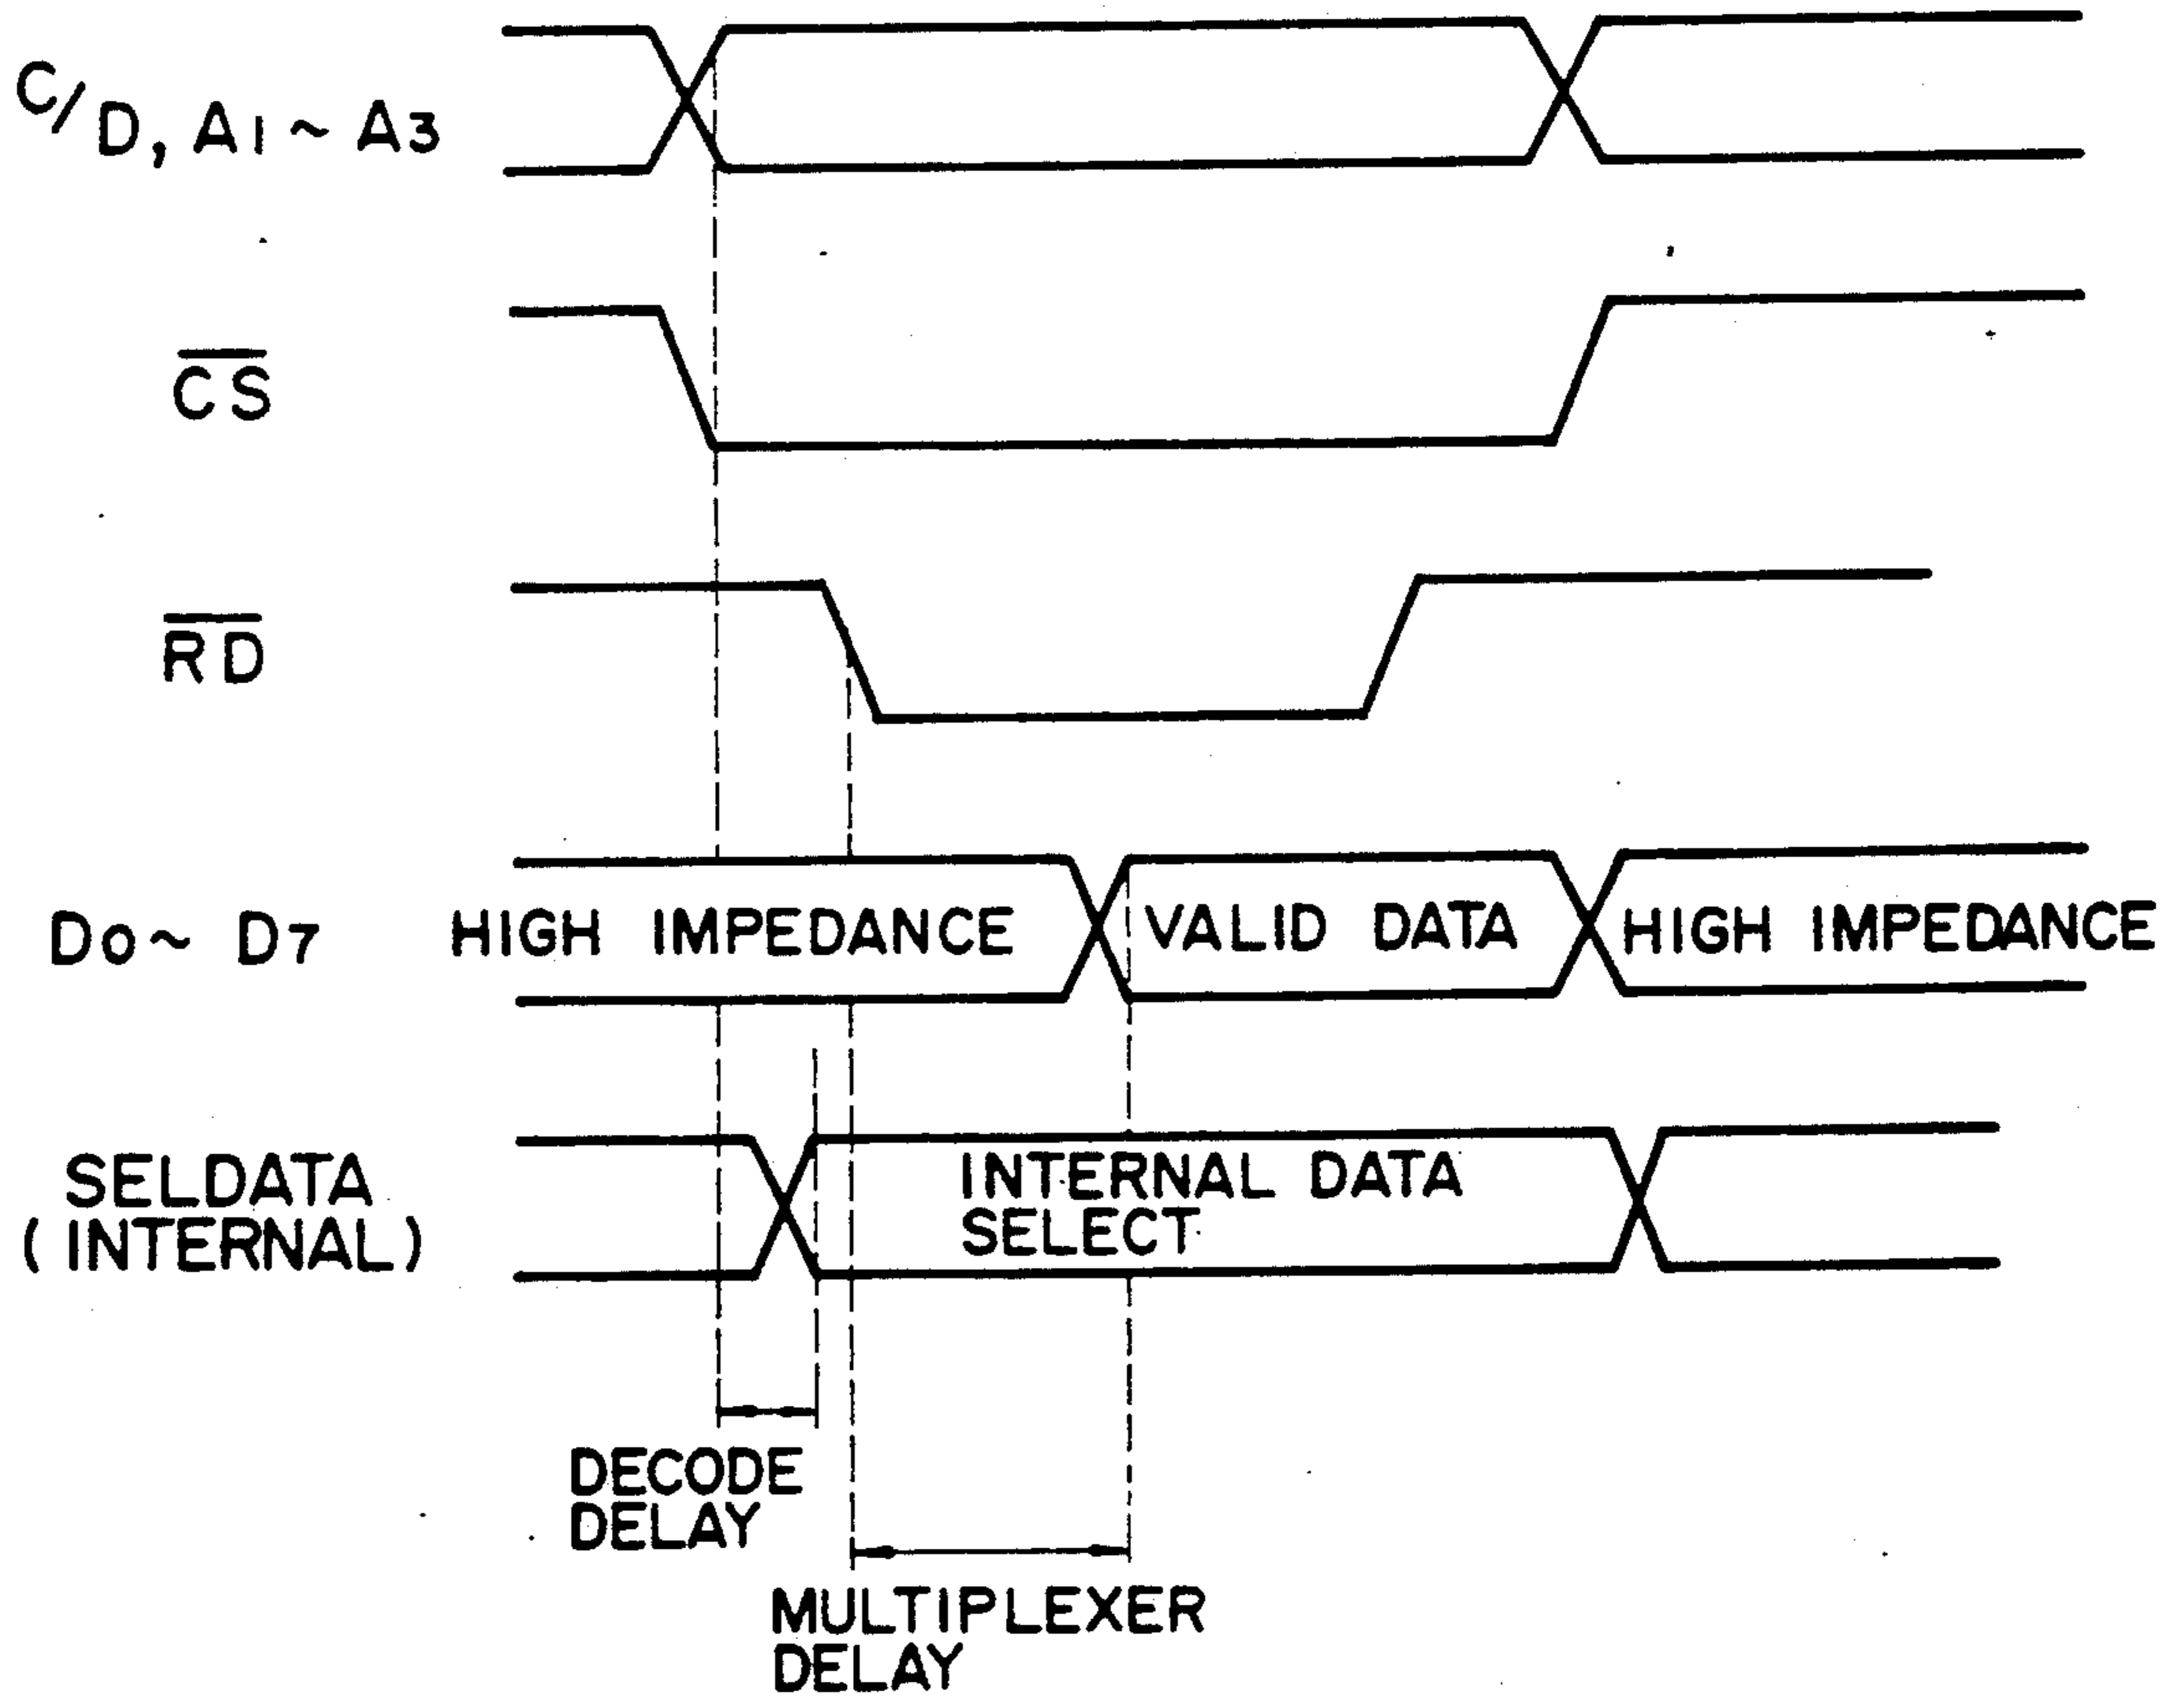 C/D, A1 ~ A3
CS
RD
D0 ~ D7 HIGH IMPEDANCE VALID DATA HIGH IMPEDANCE
SELDATA
(INTERNAL)
INTERNAL DATA
SELECT
DECODE
DELAY
MULTIPLEXER
DELAY